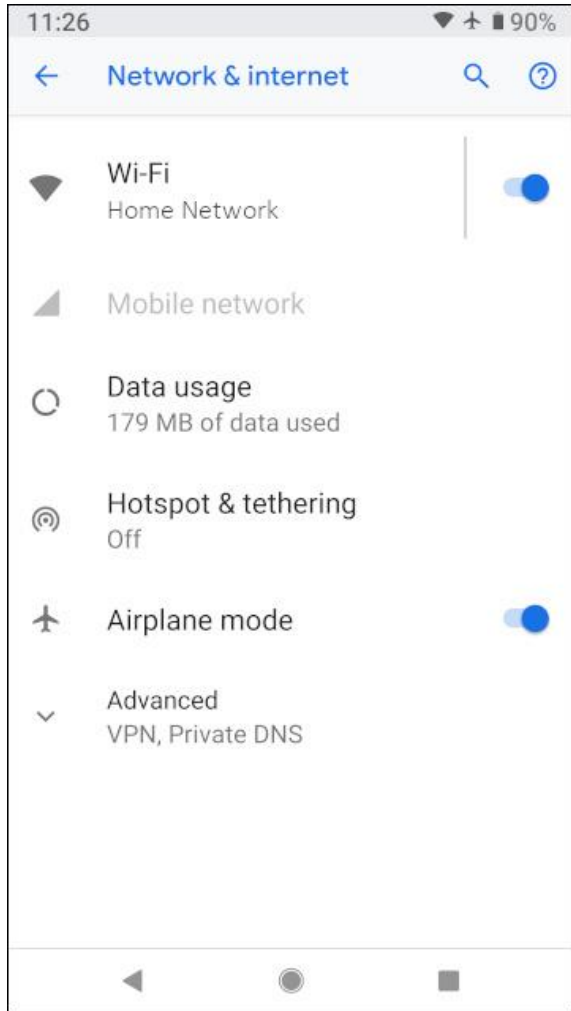 11:26 90%
Network & internet
Wi-Fi
Home Network
Mobile network
Data usage
179 MB of data used
Hotspot & tethering
Off
Airplane mode
Advanced
VPN, Private DNS